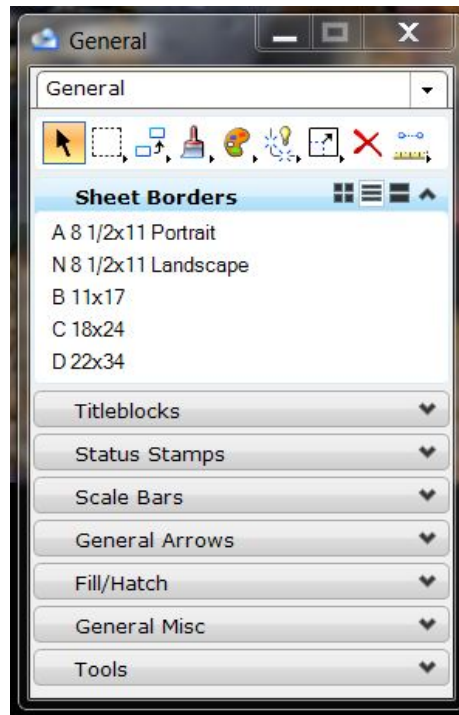 General
General
Sheet Borders
A 8 1/2x11 Portrait
N 8 1/2x11 Landscape
B 11x17
C 18x24
D 22x34
Titleblocks
Status Stamps
Scale Bars
General Arrows
Fill/Hatch
General Misc
Tools